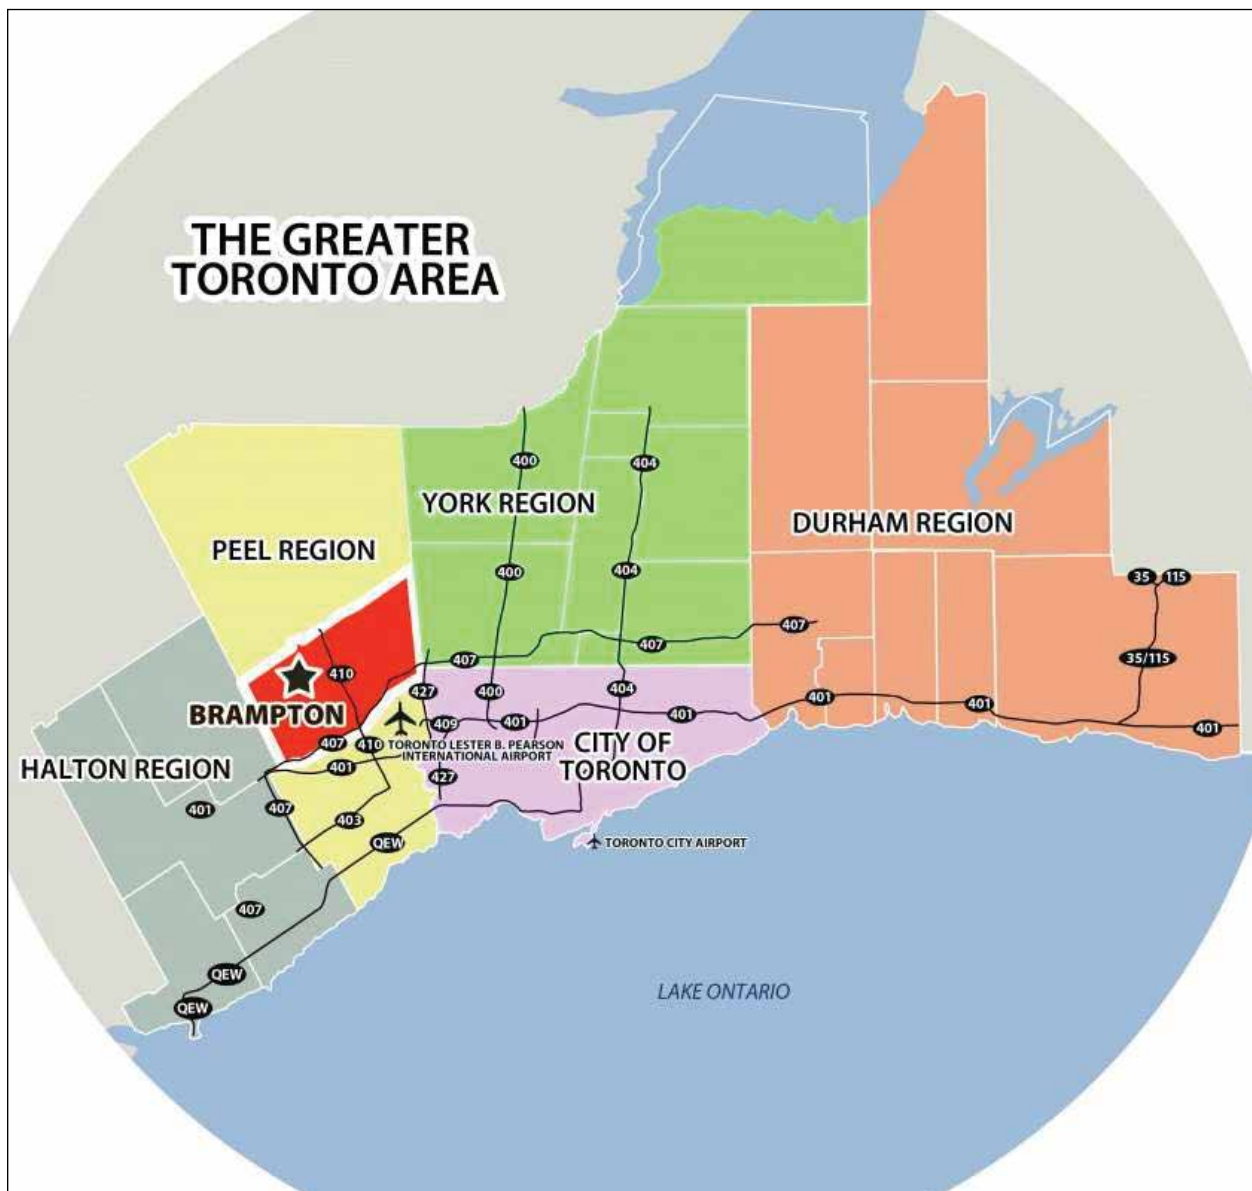 THE GREATER
TORONTO AREA
400
404
YORK REGION
DURHAM REGION
PEEL REGION
400
404
35
115
407
407
407
35/115
410
427
400
404
401
401
BRAMPTON
409
401
401
401
407
410
TORONTO LESTER B. PEARSON
INTERNATIONAL AIRPORT
CITY OF
TORONTO
HALTON REGION
401
427
401
407
403
QEW
TORONTO CITY AIRPORT
407
QEW
LAKE ONTARIO
QEW